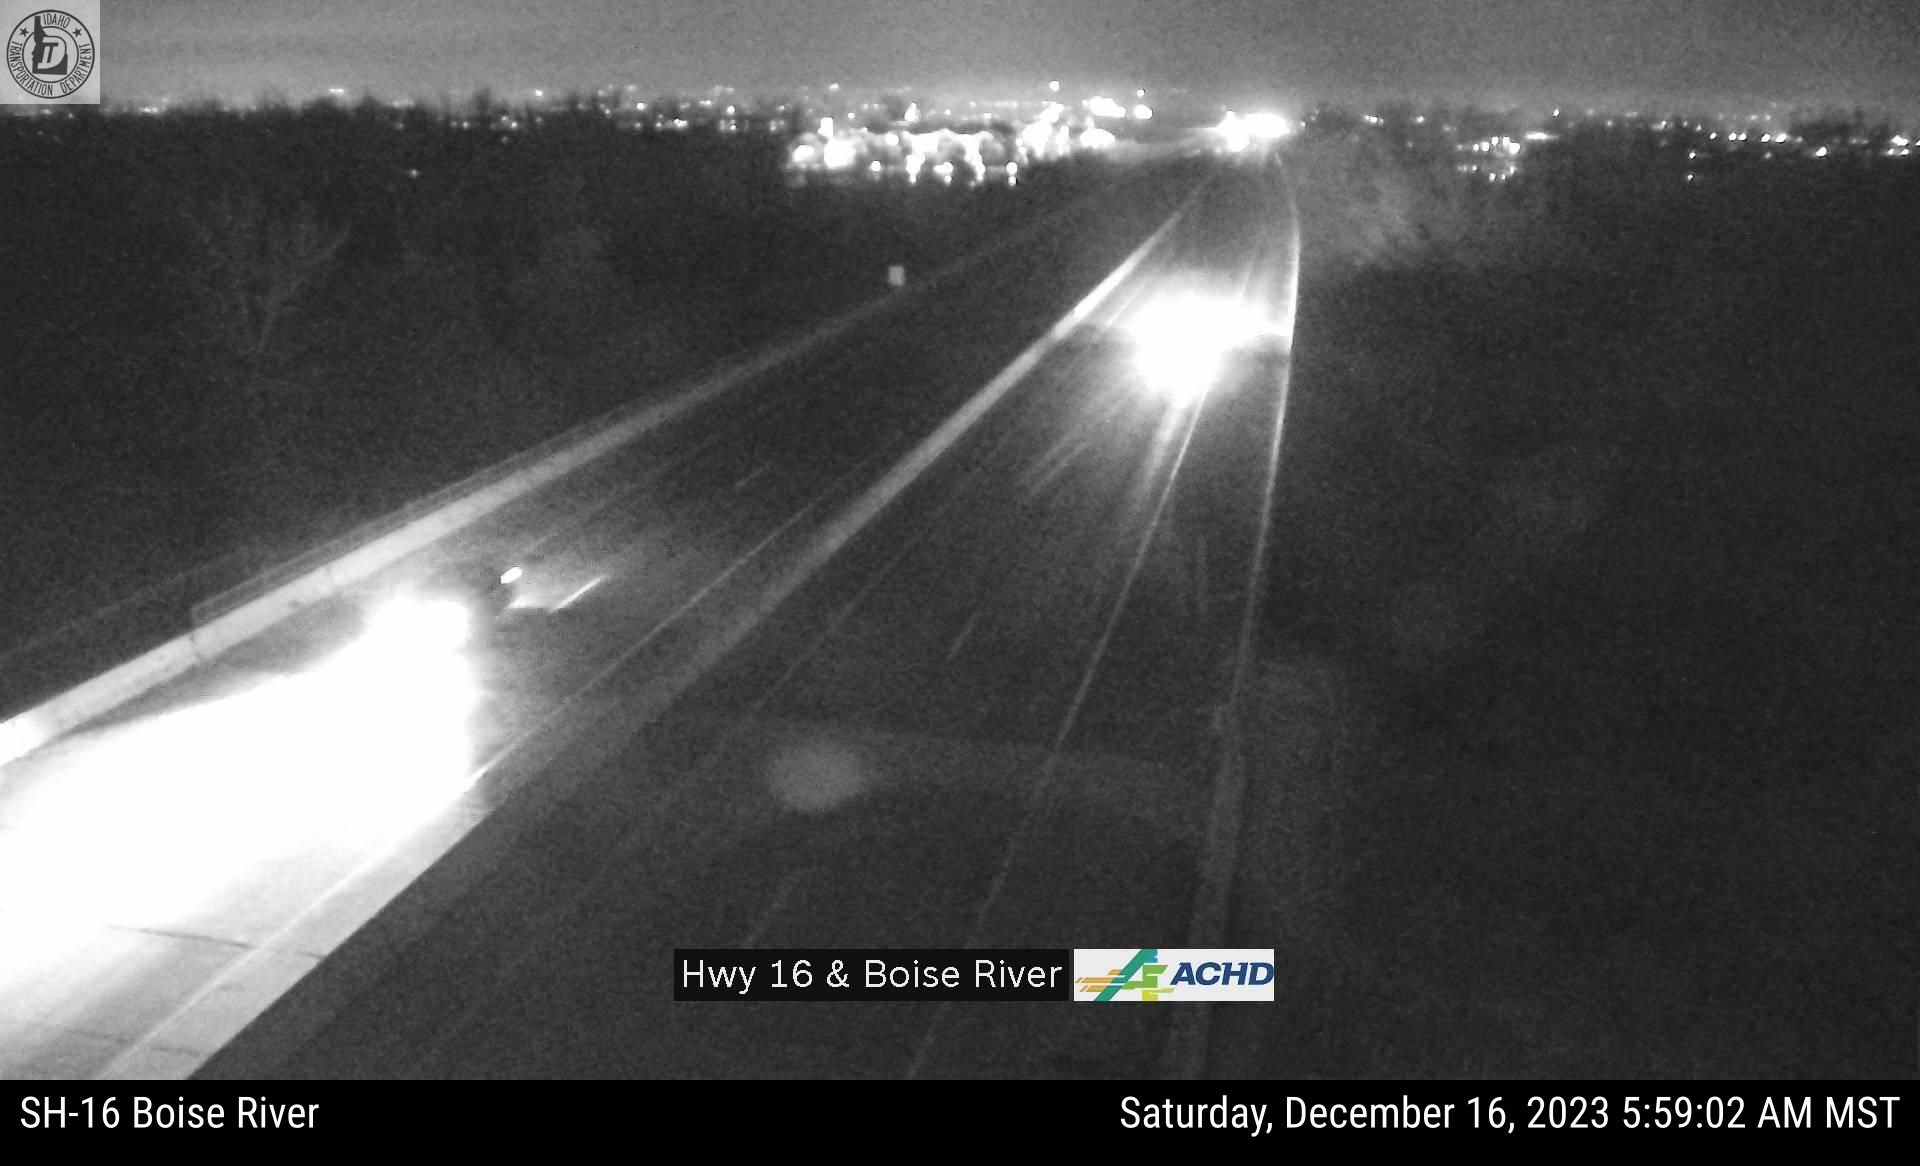 IDAHO
IT
TRANSPORTATION DEPARTMENT
Hwy 16 & Boise River
ACHD
SH-16 Boise River
Saturday, December 16, 2023 5:59:02 AM MST